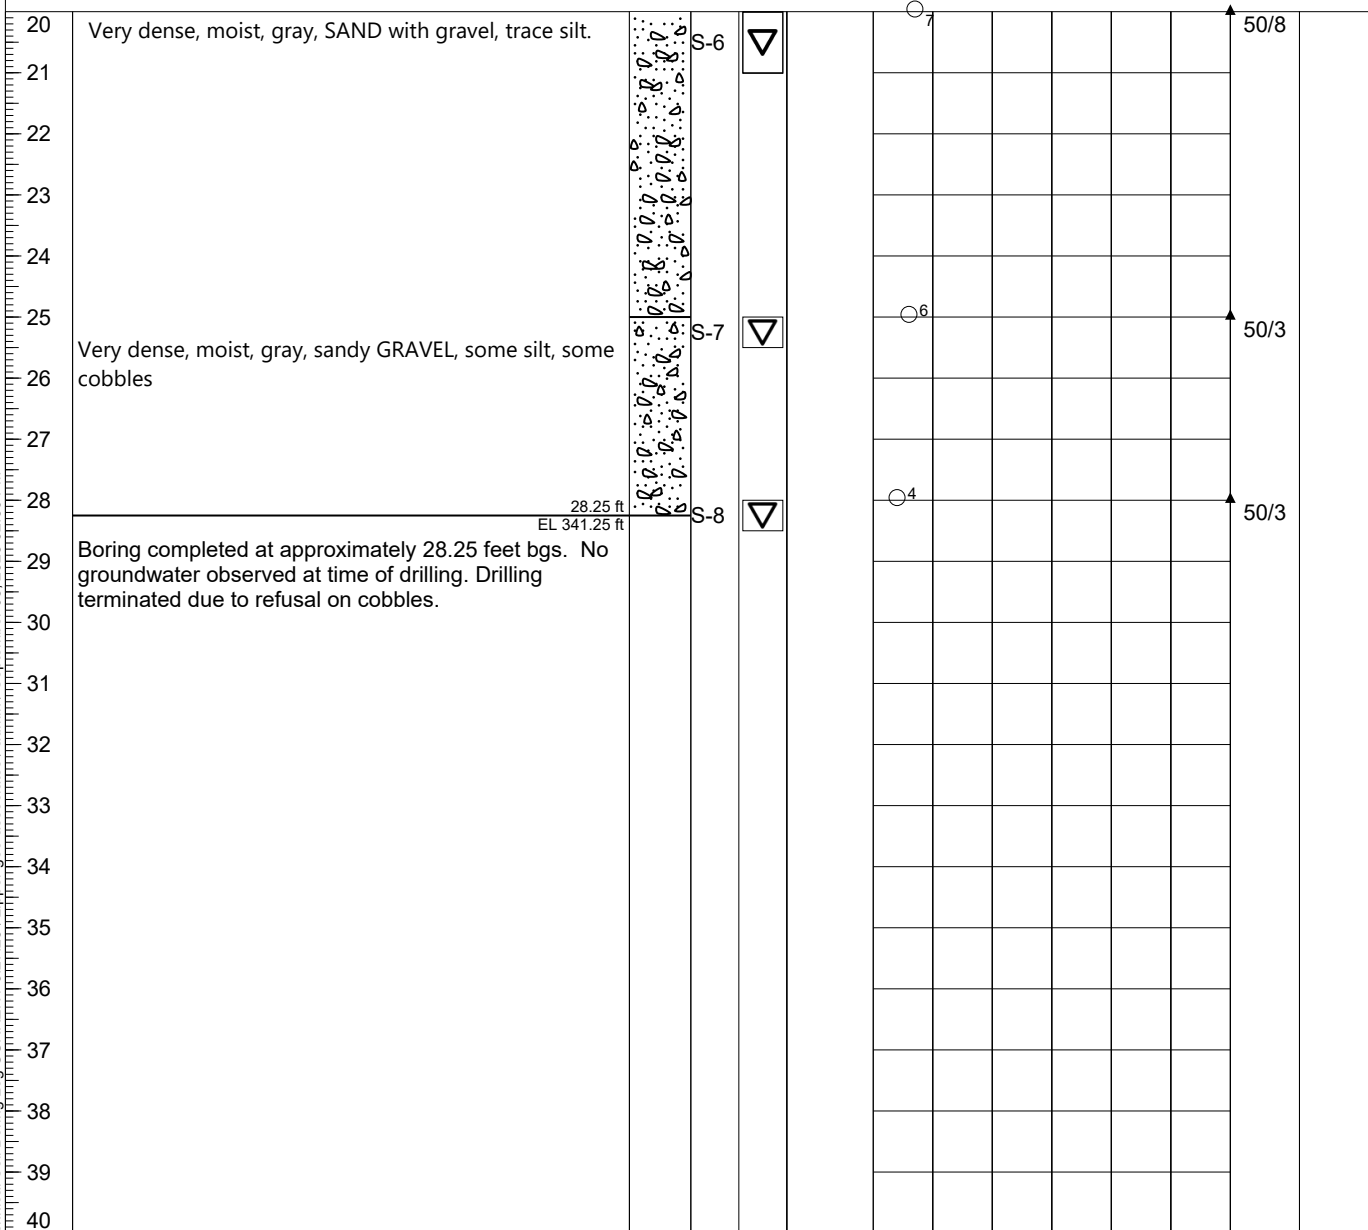 20
Very dense, moist, gray, SAND with gravel, trace silt.
S-6
7
50/8
21
22
23
24
25
S-7
6
50/3
Very dense, moist, gray, sandy GRAVEL, some silt, some
cobbles
26
27
28
28.25 ft
S-8
4
50/3
EL 341.25 ft
Boring completed at approximately 28.25 feet bgs. No
groundwater observed at time of drilling. Drilling
terminated due to refusal on cobbles.
29
30
31
32
33
34
35
36
37
38
39
40